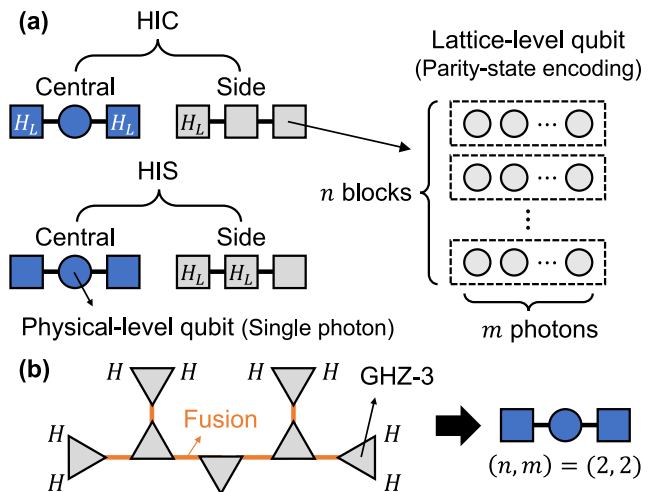 (a)
HIC
Central
Side
H_L
H_L
H_L
HIS
Central
Side
H_L
H_L
Physical-level qubit (Single photon)
Lattice-level qubit
(Parity-state encoding)
...
...
n blocks
⋮
...
m photons
(b)
H
H
H
H
GHZ-3
Fusion
H
H
H
H
(n, m) = (2, 2)